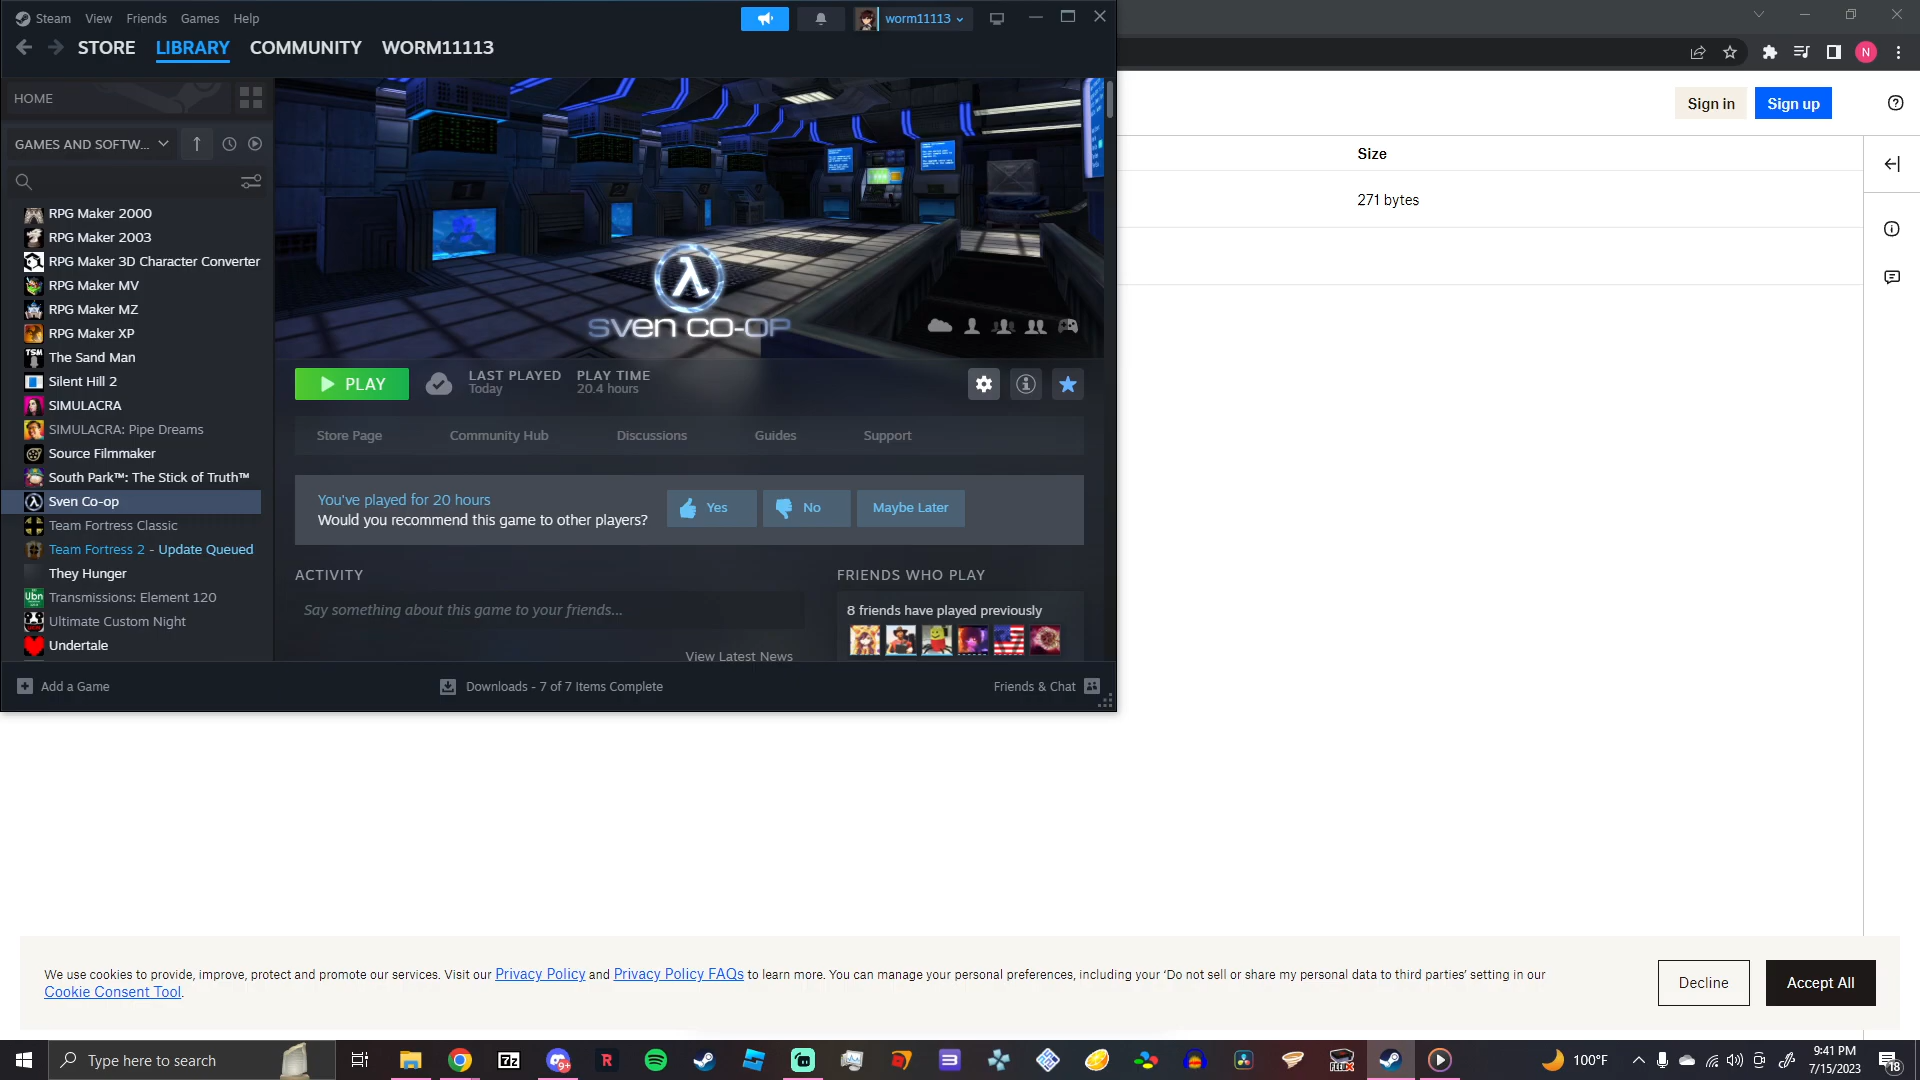 Steam View Friends Games Help
worm11113
STORE LIBRARY COMMUNITY WORM11113
HOME
GAMES AND SOFTW...
RPG Maker 2000
RPG Maker 2003
RPG Maker 3D Character Converter
RPG Maker MV
RPG Maker MZ
RPG Maker XP
The Sand Man
Silent Hill 2
SIMULACRA
SIMULACRA: Pipe Dreams
Source Filmmaker
South Park™: The Stick of Truth™
Sven Co-op
Team Fortress Classic
Team Fortress 2 - Update Queued
They Hunger
Transmissions: Element 120
Ultimate Custom Night
Undertale
SVEN CO-OP
PLAY
LAST PLAYED
Today
PLAY TIME
20.4 hours
Store Page Community Hub Discussions Guides Support
You've played for 20 hours
Would you recommend this game to other players?
Yes No Maybe Later
ACTIVITY
Say something about this game to your friends...
View Latest News
FRIENDS WHO PLAY
8 friends have played previously
Add a Game
Downloads - 7 of 7 Items Complete
Friends & Chat
N
Sign in Sign up
Size
271 bytes
We use cookies to provide, improve, protect and promote our services. Visit our Privacy Policy and Privacy Policy FAQs to learn more. You can manage your personal preferences, including your ‘Do not sell or share my personal data to third parties’ setting in our
Cookie Consent Tool.
Decline Accept All
Type here to search
100°F
9:41 PM
7/15/2023
18